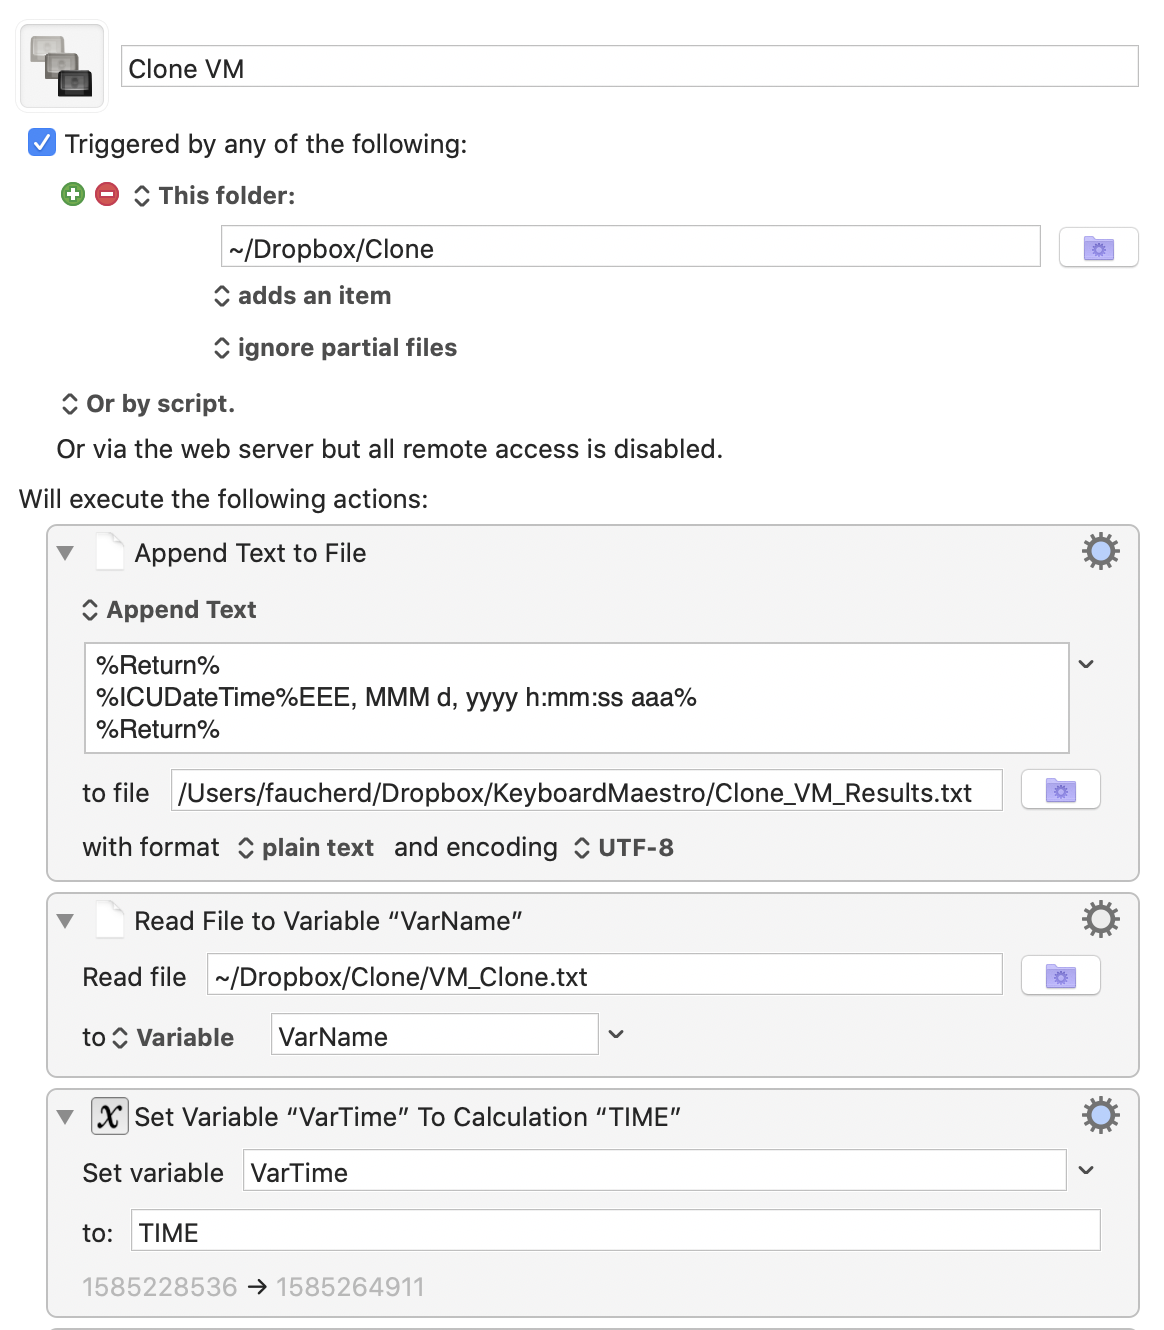 Clone VM
Triggered by any of the following:
This folder:
~/Dropbox/Clone
adds an item
ignore partial files
Or by script.
Or via the web server but all remote access is disabled.
Will execute the following actions:
Append Text to File
Append Text
%Return%
%ICUDateTime%EEE, MMM d, yyyy h:mm:ss aaa%
%Return%
to file /Users/faucherd/Dropbox/KeyboardMaestro/Clone_VM_Results.txt
with format plain text and encoding UTF-8
Read File to Variable “VarName”
Read file ~/Dropbox/Clone/VM_Clone.txt
to Variable VarName
Set Variable “VarTime” To Calculation “TIME”
Set variable VarTime
to: TIME
1585228536 → 1585264911